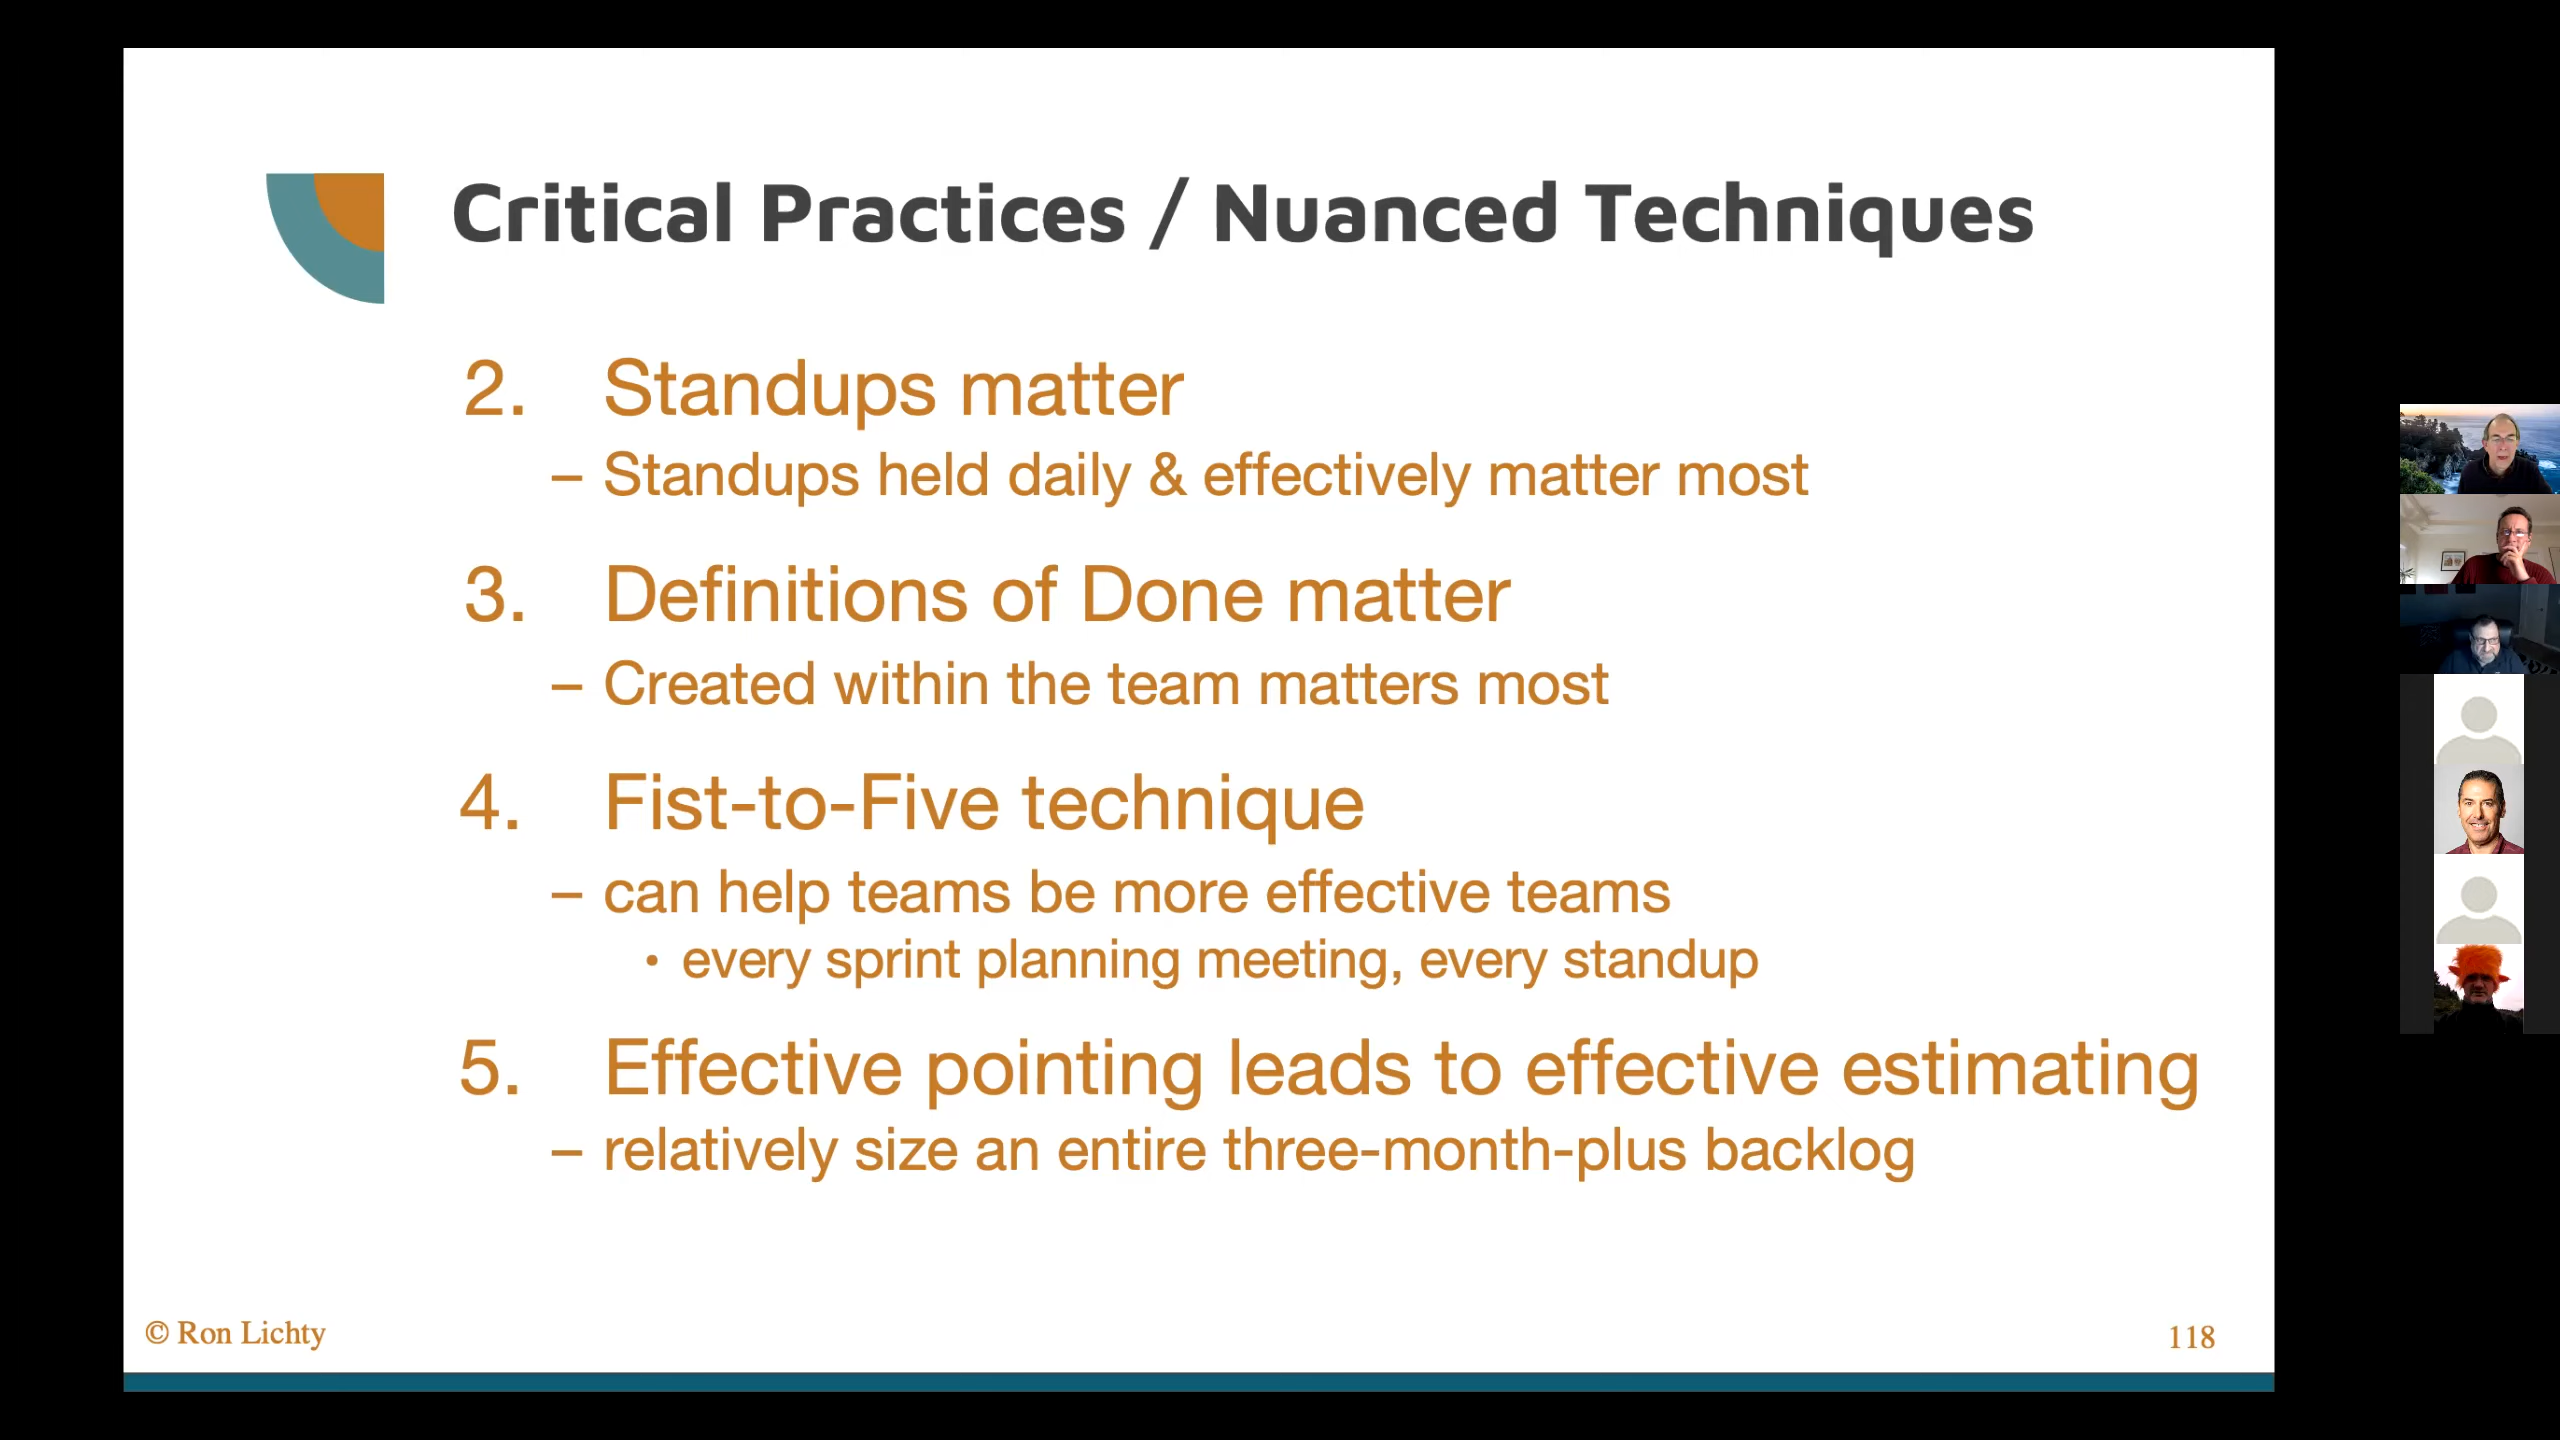 Critical Practices / Nuanced Techniques
2. Standups matter
– Standups held daily & effectively matter most
3. Definitions of Done matter
– Created within the team matters most
4. Fist-to-Five technique
– can help teams be more effective teams
• every sprint planning meeting, every standup
5. Effective pointing leads to effective estimating
– relatively size an entire three-month-plus backlog
© Ron Lichty
118